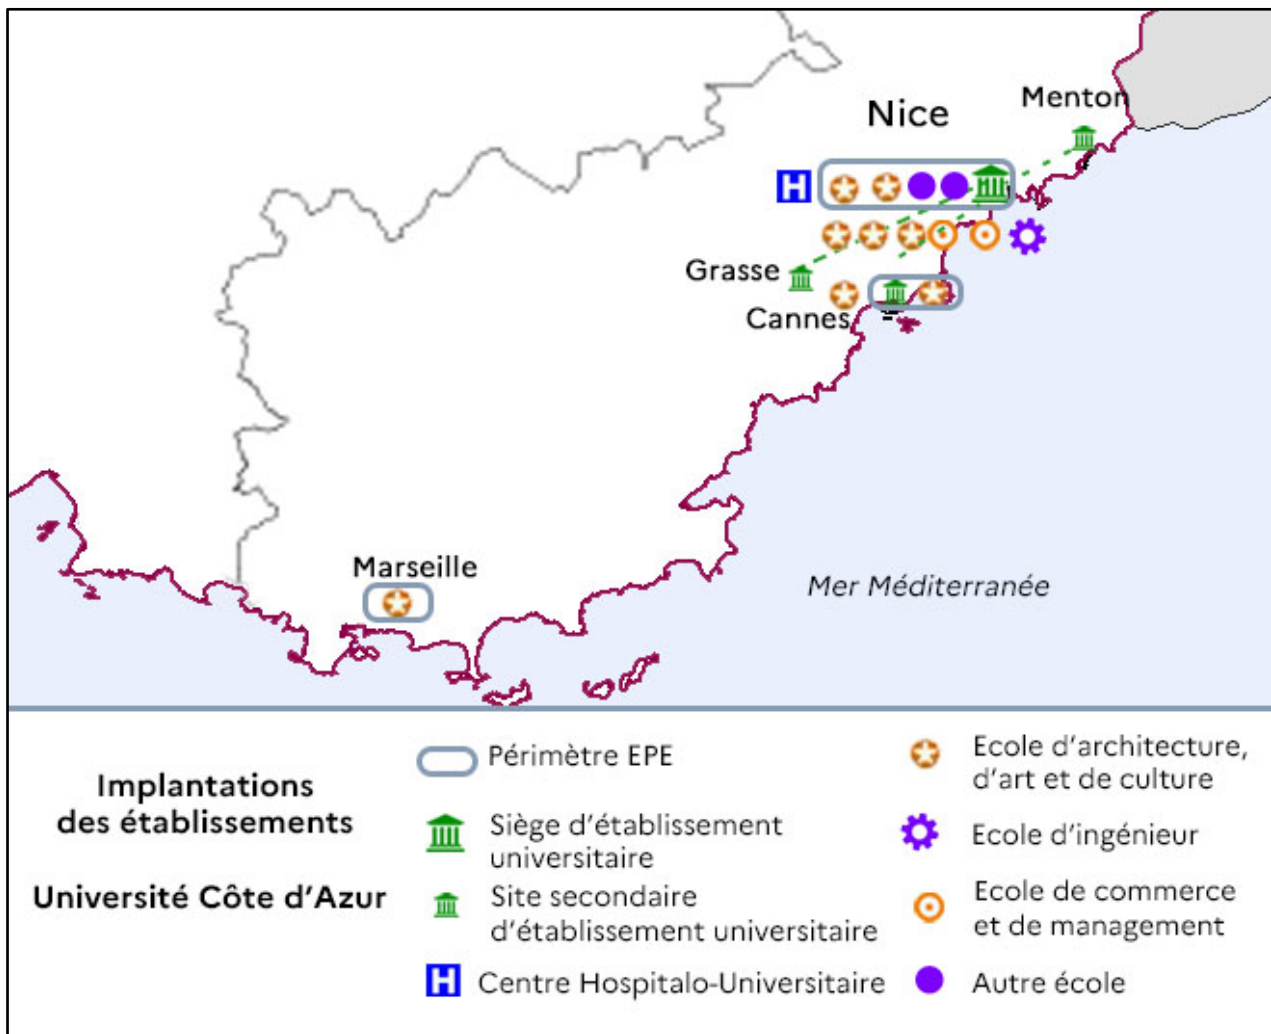 Nice
Menton
H
Grasse
Cannes
Marseille
Mer Méditerranée
Implantations
des établissements
Université Côte d'Azur
Périmètre EPE
Siège d'établissement
universitaire
Site secondaire
d'établissement universitaire
H Centre Hospitalo-Universitaire
Ecole d'architecture,
d'art et de culture
Ecole d'ingénieur
Ecole de commerce
et de management
Autre école